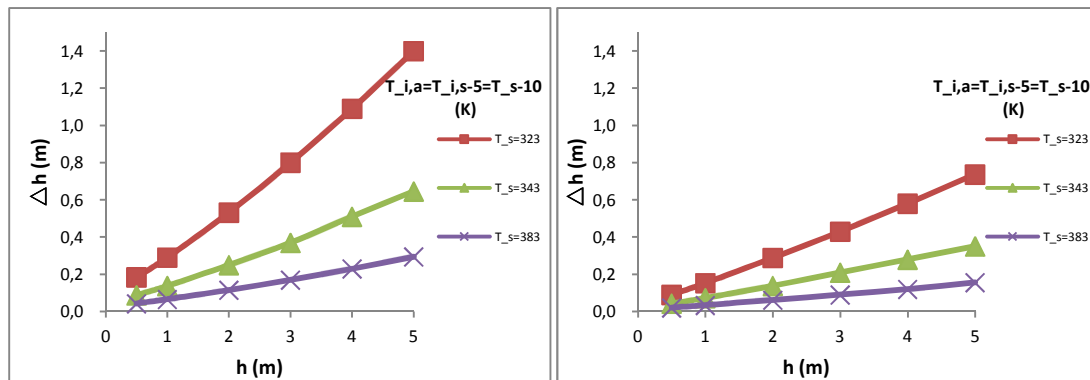 1,4
1,2
1,0
0,8
0,6
0,4
0,2
0,0
△h (m)
0 1 2 3 4 5
h (m)
T_i,a=T_i,s-5=T_s-10
(K)
T_s=323
T_s=343
T_s=383
1,4
1,2
1,0
0,8
0,6
0,4
0,2
0,0
△h (m)
0 1 2 3 4 5
h (m)
T_i,a=T_i,s-5=T_s-10
(K)
T_s=323
T_s=343
T_s=383